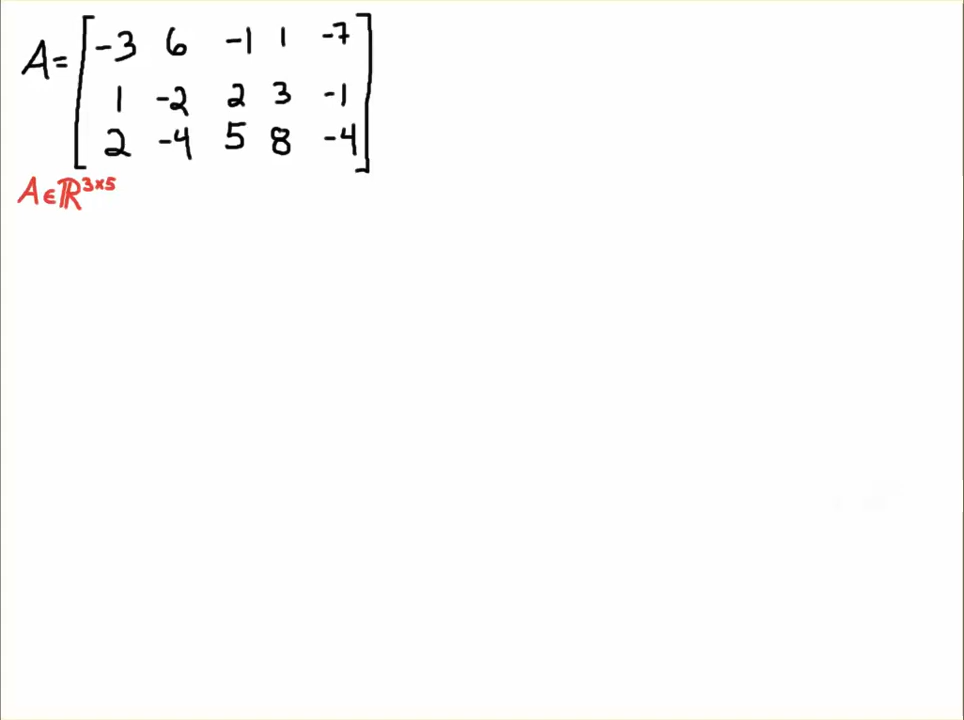 A= [ -3 6 -1 1 -7
1 -2 2 3 -1
2 -4 5 8 -4 ]
A∈ℝ³ˣ⁵